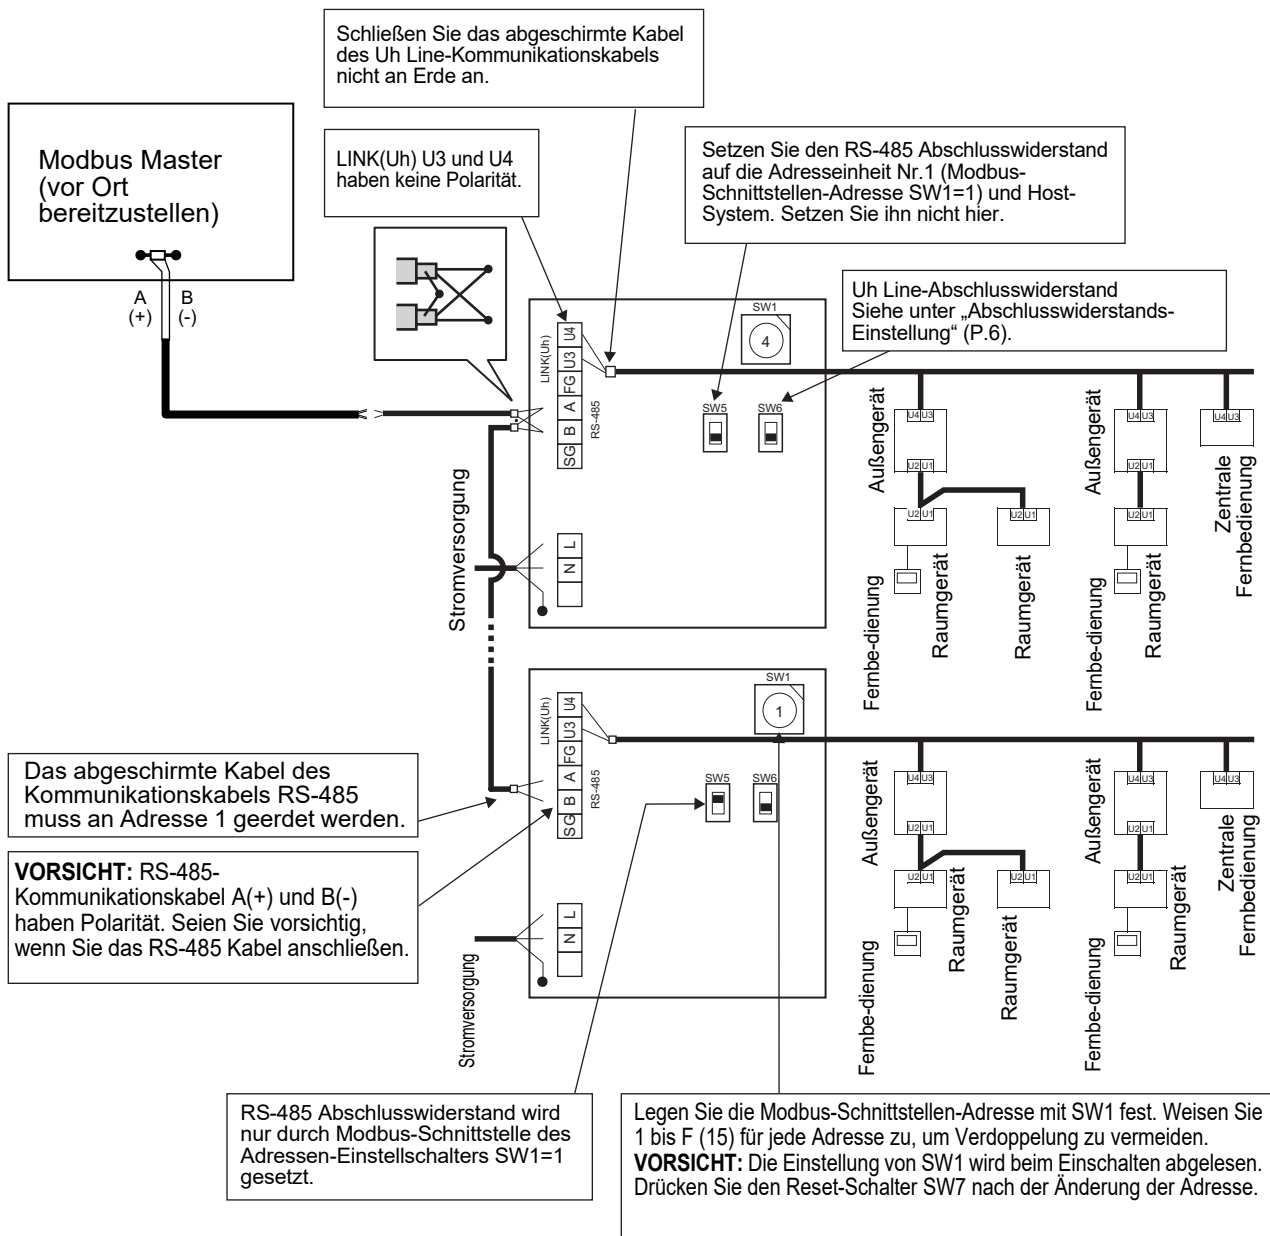 Schließen Sie das abgeschirmte Kabel
des Uh Line-Kommunikationskabels
nicht an Erde an.
Modbus Master
(vor Ort
bereitzustellen)
LINK(Uh) U3 und U4
haben keine Polarität.
Setzen Sie den RS-485 Abschlusswiderstand
auf die Adresseinheit Nr.1 (Modbus-
Schnittstellen-Adresse SW1=1) und Host-
System. Setzen Sie ihn nicht hier.
Uh Line-Abschlusswiderstand
Siehe unter „Abschlusswiderstands-
Einstellung“ (P.6).
A
(+)
B
(-)
LINK(Uh)
RS-485
U4
U3
FG
A
B
SG
SW1
4
SW5
SW6
Stromversorgung
L
N
U4 U3
Außengerät
U2 U1
U2 U1
U2 U1
Fernbe-dienung
Raumgerät
Raumgerät
U4 U3
Außengerät
U2 U1
U2 U1
Fernbe-dienung
Raumgerät
U4 U3
Zentrale
Fernbedienung
LINK(Uh)
RS-485
U4
U3
FG
A
B
SG
SW1
1
SW5
SW6
Stromversorgung
L
N
U4 U3
Außengerät
U2 U1
U2 U1
U2 U1
Fernbe-dienung
Raumgerät
Raumgerät
U4 U3
Außengerät
U2 U1
U2 U1
Fernbe-dienung
Raumgerät
U4 U3
Zentrale
Fernbedienung
Das abgeschirmte Kabel des
Kommunikationskabels RS-485
muss an Adresse 1 geerdet werden.
VORSICHT: RS-485-
Kommunikationskabel A(+) und B(-)
haben Polarität. Seien Sie vorsichtig,
wenn Sie das RS-485 Kabel anschließen.
RS-485 Abschlusswiderstand wird
nur durch Modbus-Schnittstelle des
Adressen-Einstellschalters SW1=1
gesetzt.
Legen Sie die Modbus-Schnittstellen-Adresse mit SW1 fest. Weisen Sie
1 bis F (15) für jede Adresse zu, um Verdoppelung zu vermeiden.
VORSICHT: Die Einstellung von SW1 wird beim Einschalten abgelesen.
Drücken Sie den Reset-Schalter SW7 nach der Änderung der Adresse.